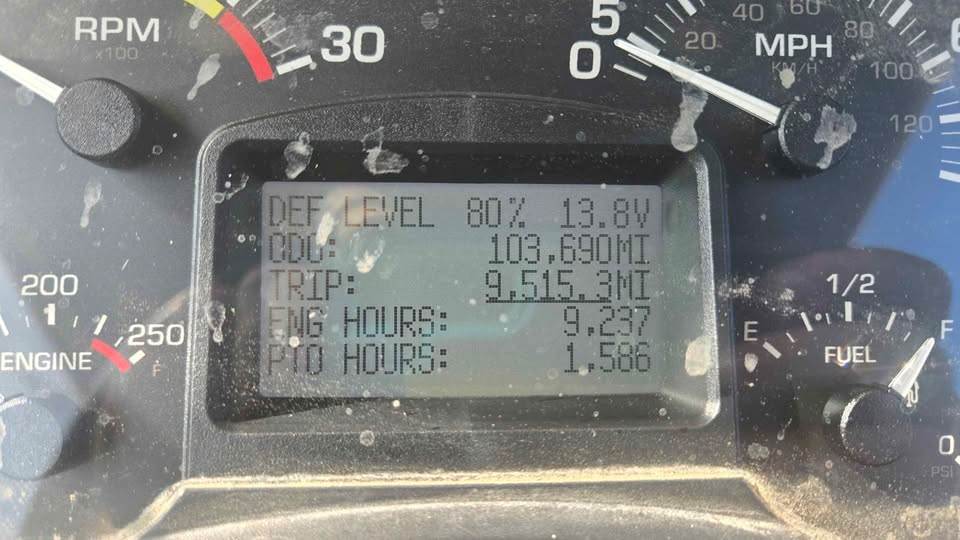 RPM
x100
30
5
0
20
40
60
80
100
120
MPH
KM/H
6
DEF LEVEL 80% 13.8V
ODO: 103,690MI
TRIP: 9,515.3MI
ENG HOURS: 9,237
PTO HOURS: 1,586
200
250
F
ENGINE
1/2
E
F
FUEL
0
PSI